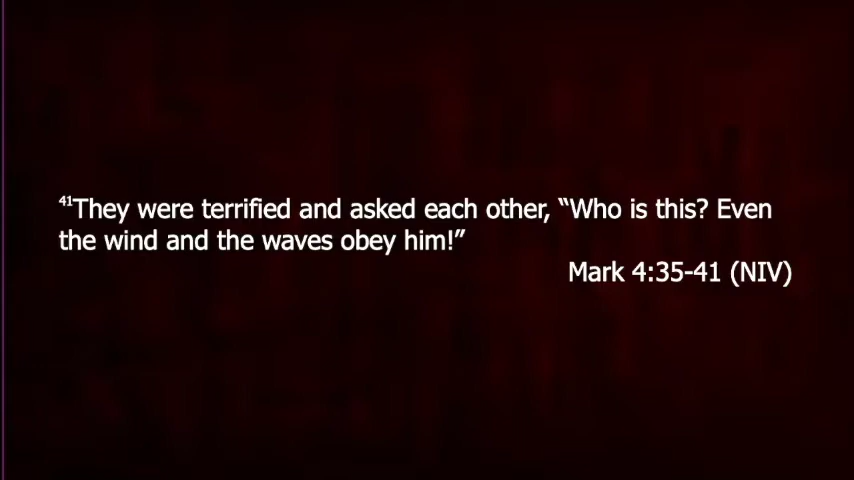 ⁴¹They were terrified and asked each other, “Who is this? Even
the wind and the waves obey him!”
Mark 4:35-41 (NIV)